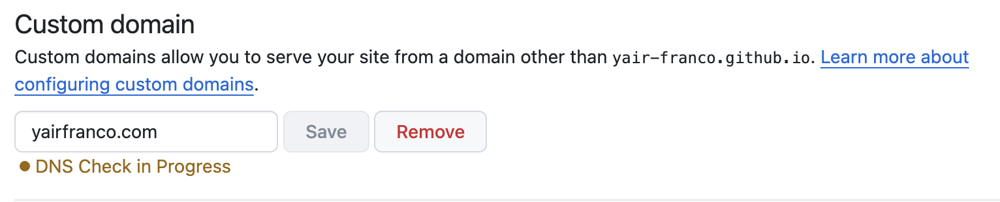 Custom domain
Custom domains allow you to serve your site from a domain other than yair-franco.github.io. Learn more about
configuring custom domains.
yairfranco.com Save Remove
DNS Check in Progress